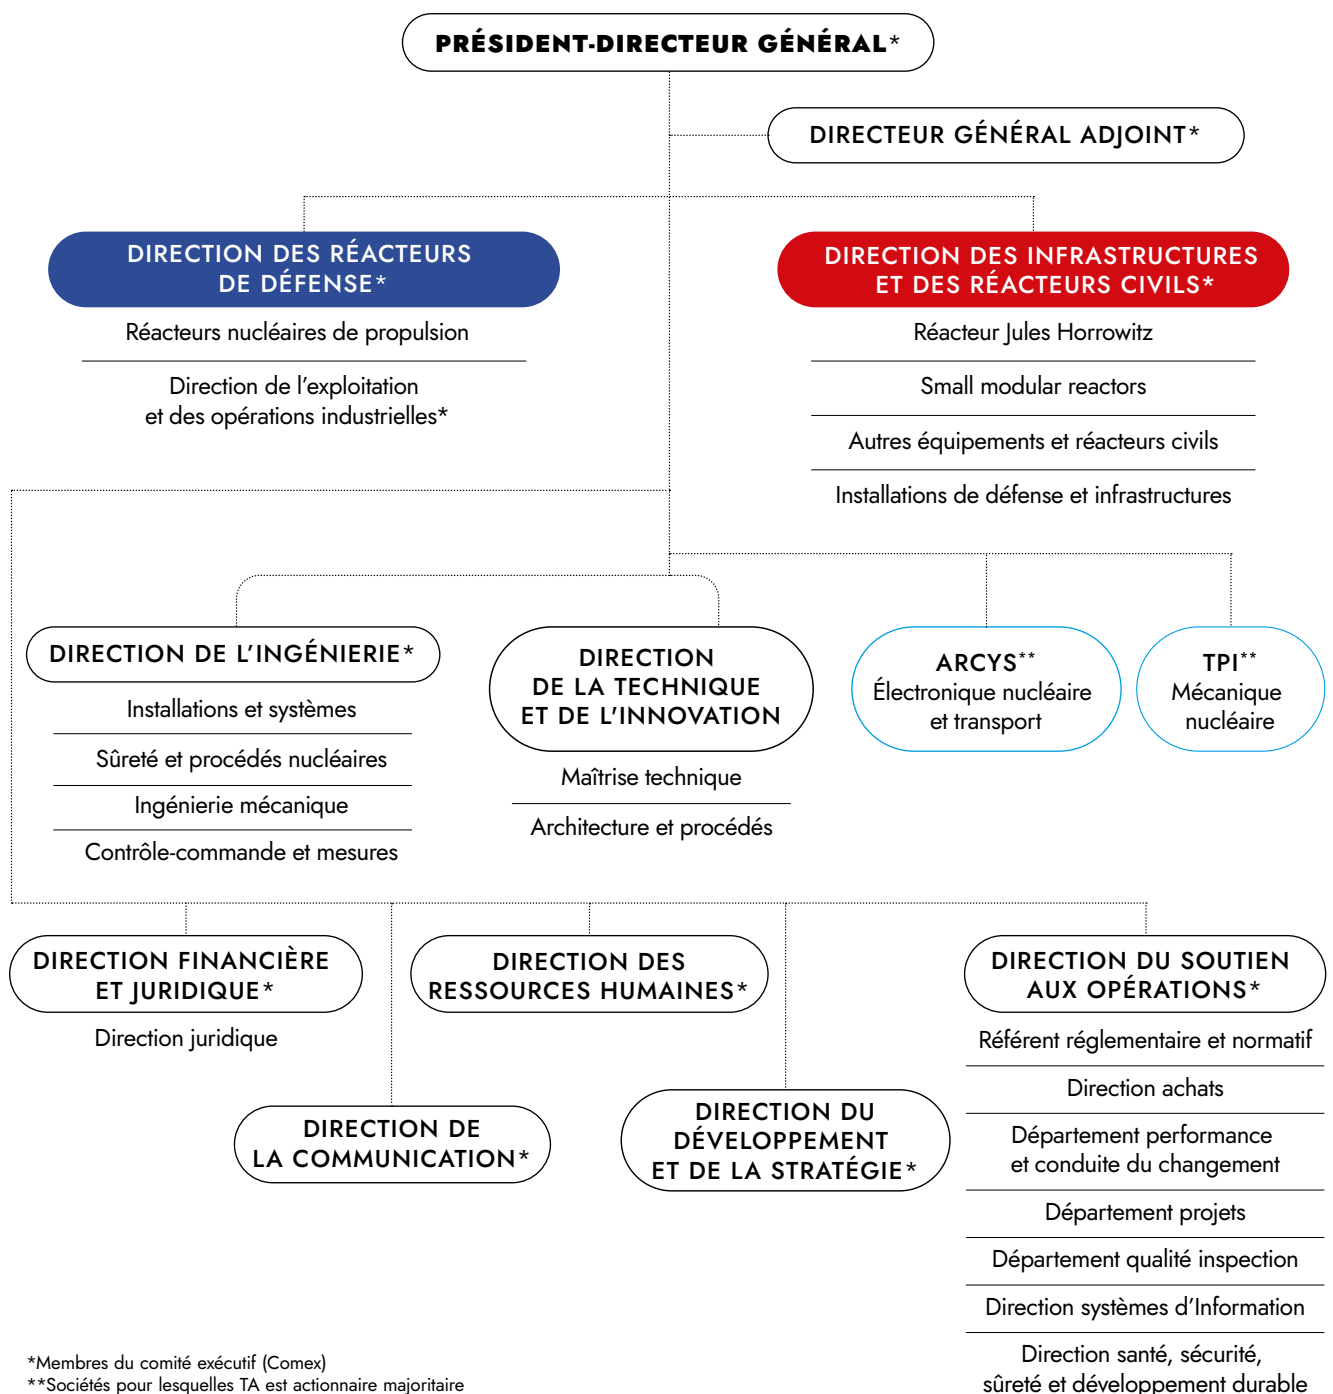 PRÉSIDENT-DIRECTEUR GÉNÉRAL*
DIRECTEUR GÉNÉRAL ADJOINT*
DIRECTION DES RÉACTEURS
DE DÉFENSE*
Réacteurs nucléaires de propulsion
Direction de l’exploitation
et des opérations industrielles*
DIRECTION DES INFRASTRUCTURES
ET DES RÉACTEURS CIVILS*
Réacteur Jules Horrowitz
Small modular reactors
Autres équipements et réacteurs civils
Installations de défense et infrastructures
DIRECTION DE L’INGÉNIERIE*
Installations et systèmes
Sûreté et procédés nucléaires
Ingénierie mécanique
Contrôle-commande et mesures
DIRECTION
DE LA TECHNIQUE
ET DE L’INNOVATION
Maîtrise technique
Architecture et procédés
ARCYS**
Électronique nucléaire
et transport
TPI**
Mécanique
nucléaire
DIRECTION FINANCIÈRE
ET JURIDIQUE*
Direction juridique
DIRECTION DE
LA COMMUNICATION*
DIRECTION DES
RESSOURCES HUMAINES*
DIRECTION DU
DÉVELOPPEMENT
ET DE LA STRATÉGIE*
DIRECTION DU SOUTIEN
AUX OPÉRATIONS*
Référent réglementaire et normatif
Direction achats
Département performance
et conduite du changement
Département projets
Département qualité inspection
Direction systèmes d’Information
Direction santé, sécurité,
sûreté et développement durable
*Membres du comité exécutif (Comex)
**Sociétés pour lesquelles TA est actionnaire majoritaire